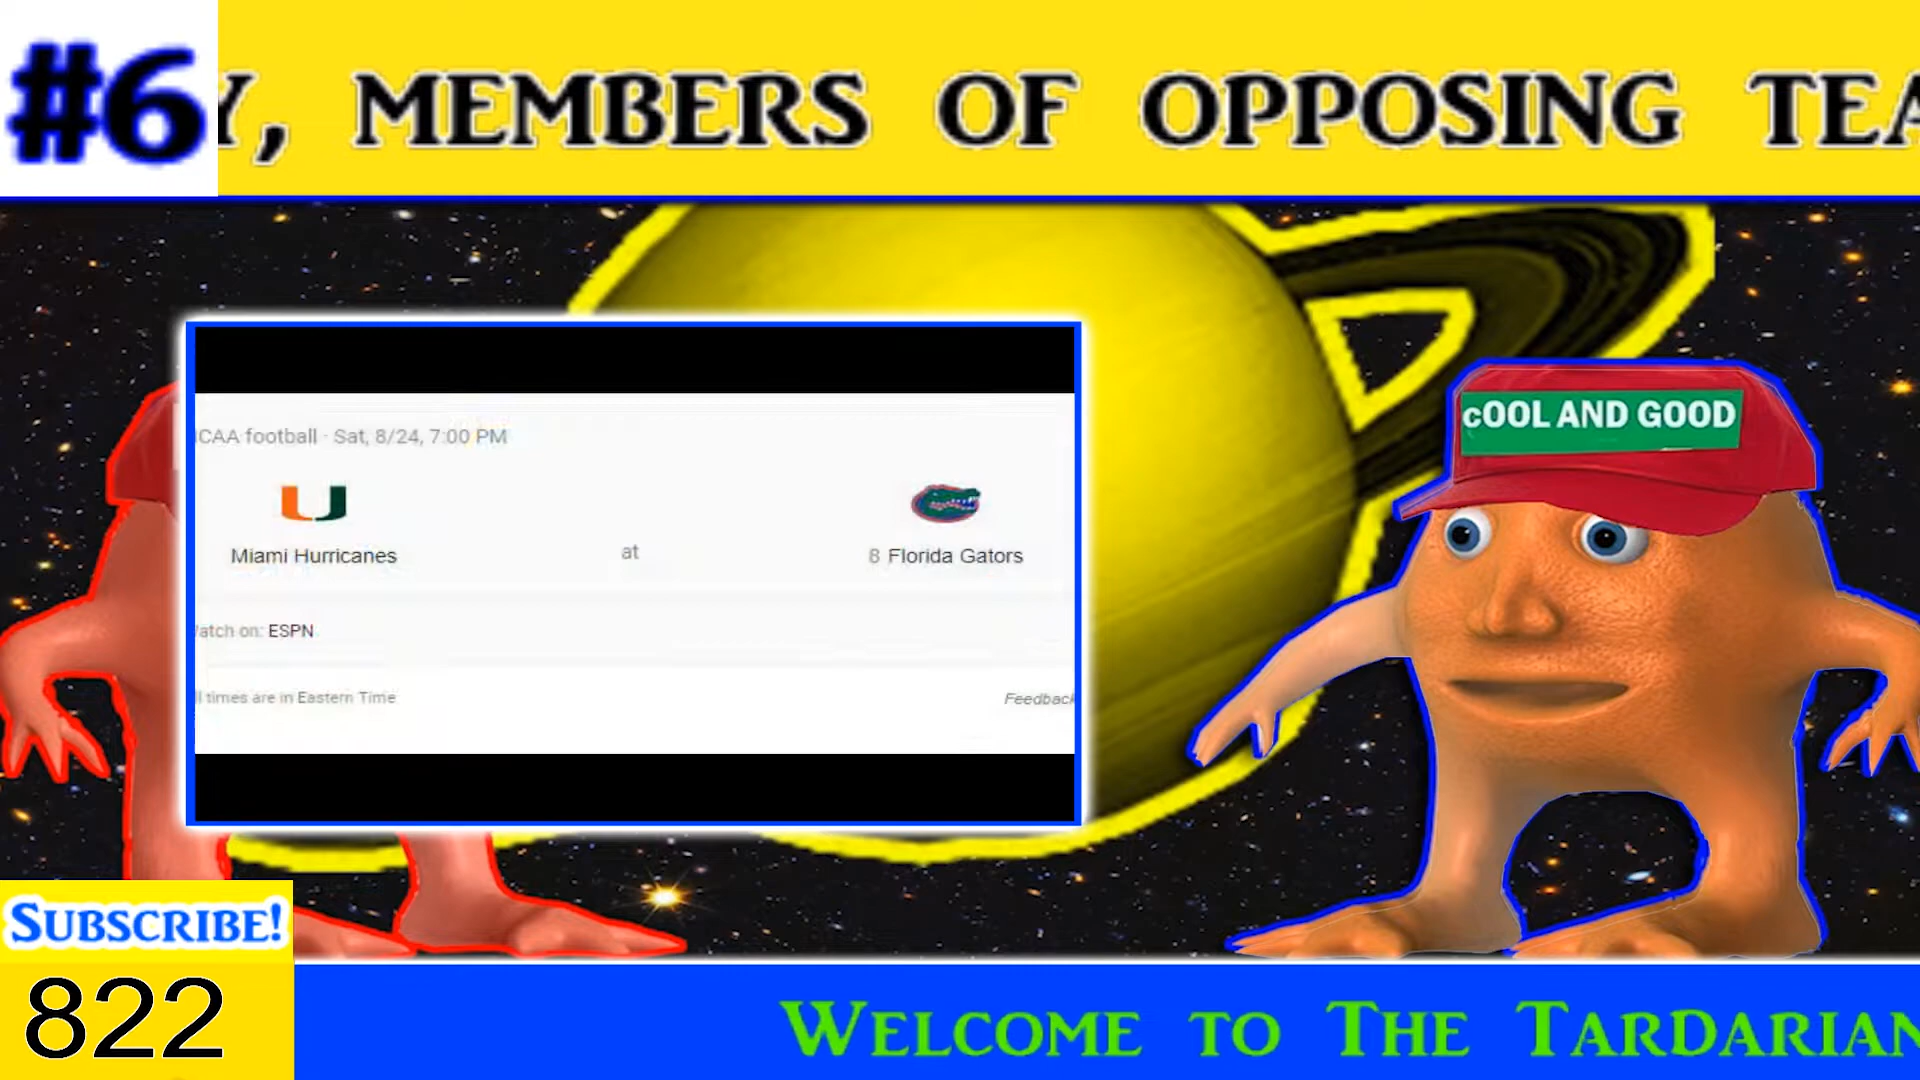 #6
Y, MEMBERS OF OPPOSING TEA
cOOL AND GOOD
CAA football · Sat, 8/24, 7:00 PM
Miami Hurricanes
at
8 Florida Gators
atch on: ESPN
ll times are in Eastern Time
Feedback
SUBSCRIBE!
822
WELCOME TO THE TARDARIAN